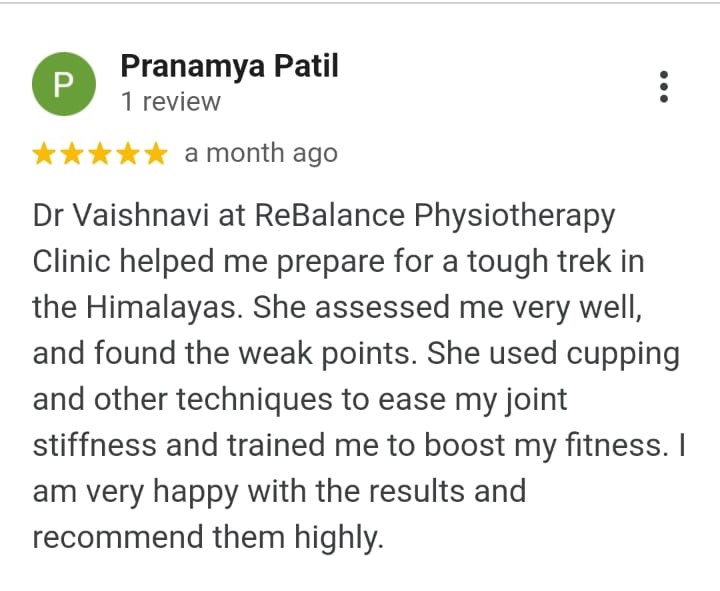 P
Pranamya Patil
1 review
a month ago
Dr Vaishnavi at ReBalance Physiotherapy
Clinic helped me prepare for a tough trek in
the Himalayas. She assessed me very well,
and found the weak points. She used cupping
and other techniques to ease my joint
stiffness and trained me to boost my fitness. I
am very happy with the results and
recommend them highly.